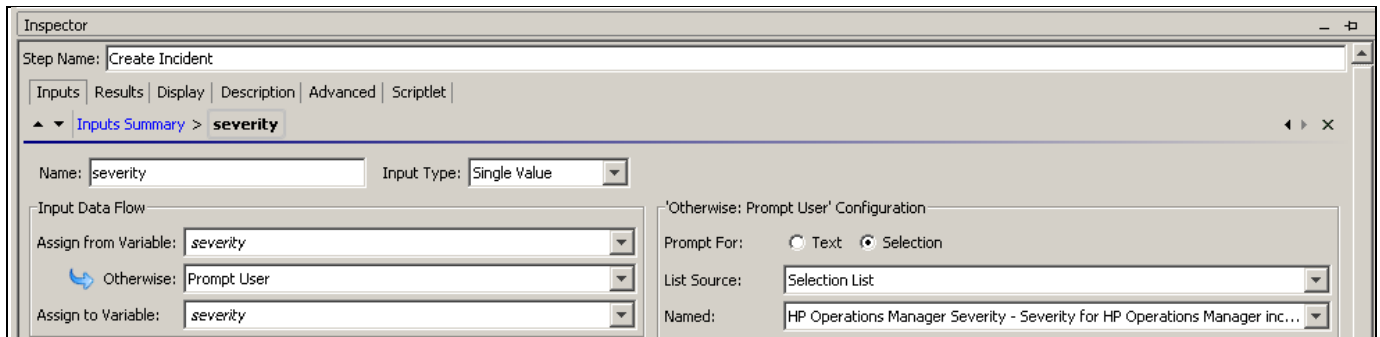 Inspector
Step Name: Create Incident
Inputs Results Display Description Advanced Scriptlet
Inputs Summary > severity
Name: severity Input Type: Single Value
Input Data Flow 'Otherwise: Prompt User' Configuration
Assign from Variable: severity Prompt For: Text Selection
Otherwise: Prompt User List Source: Selection List
Assign to Variable: severity Named: HP Operations Manager Severity - Severity for HP Operations Manager inc...